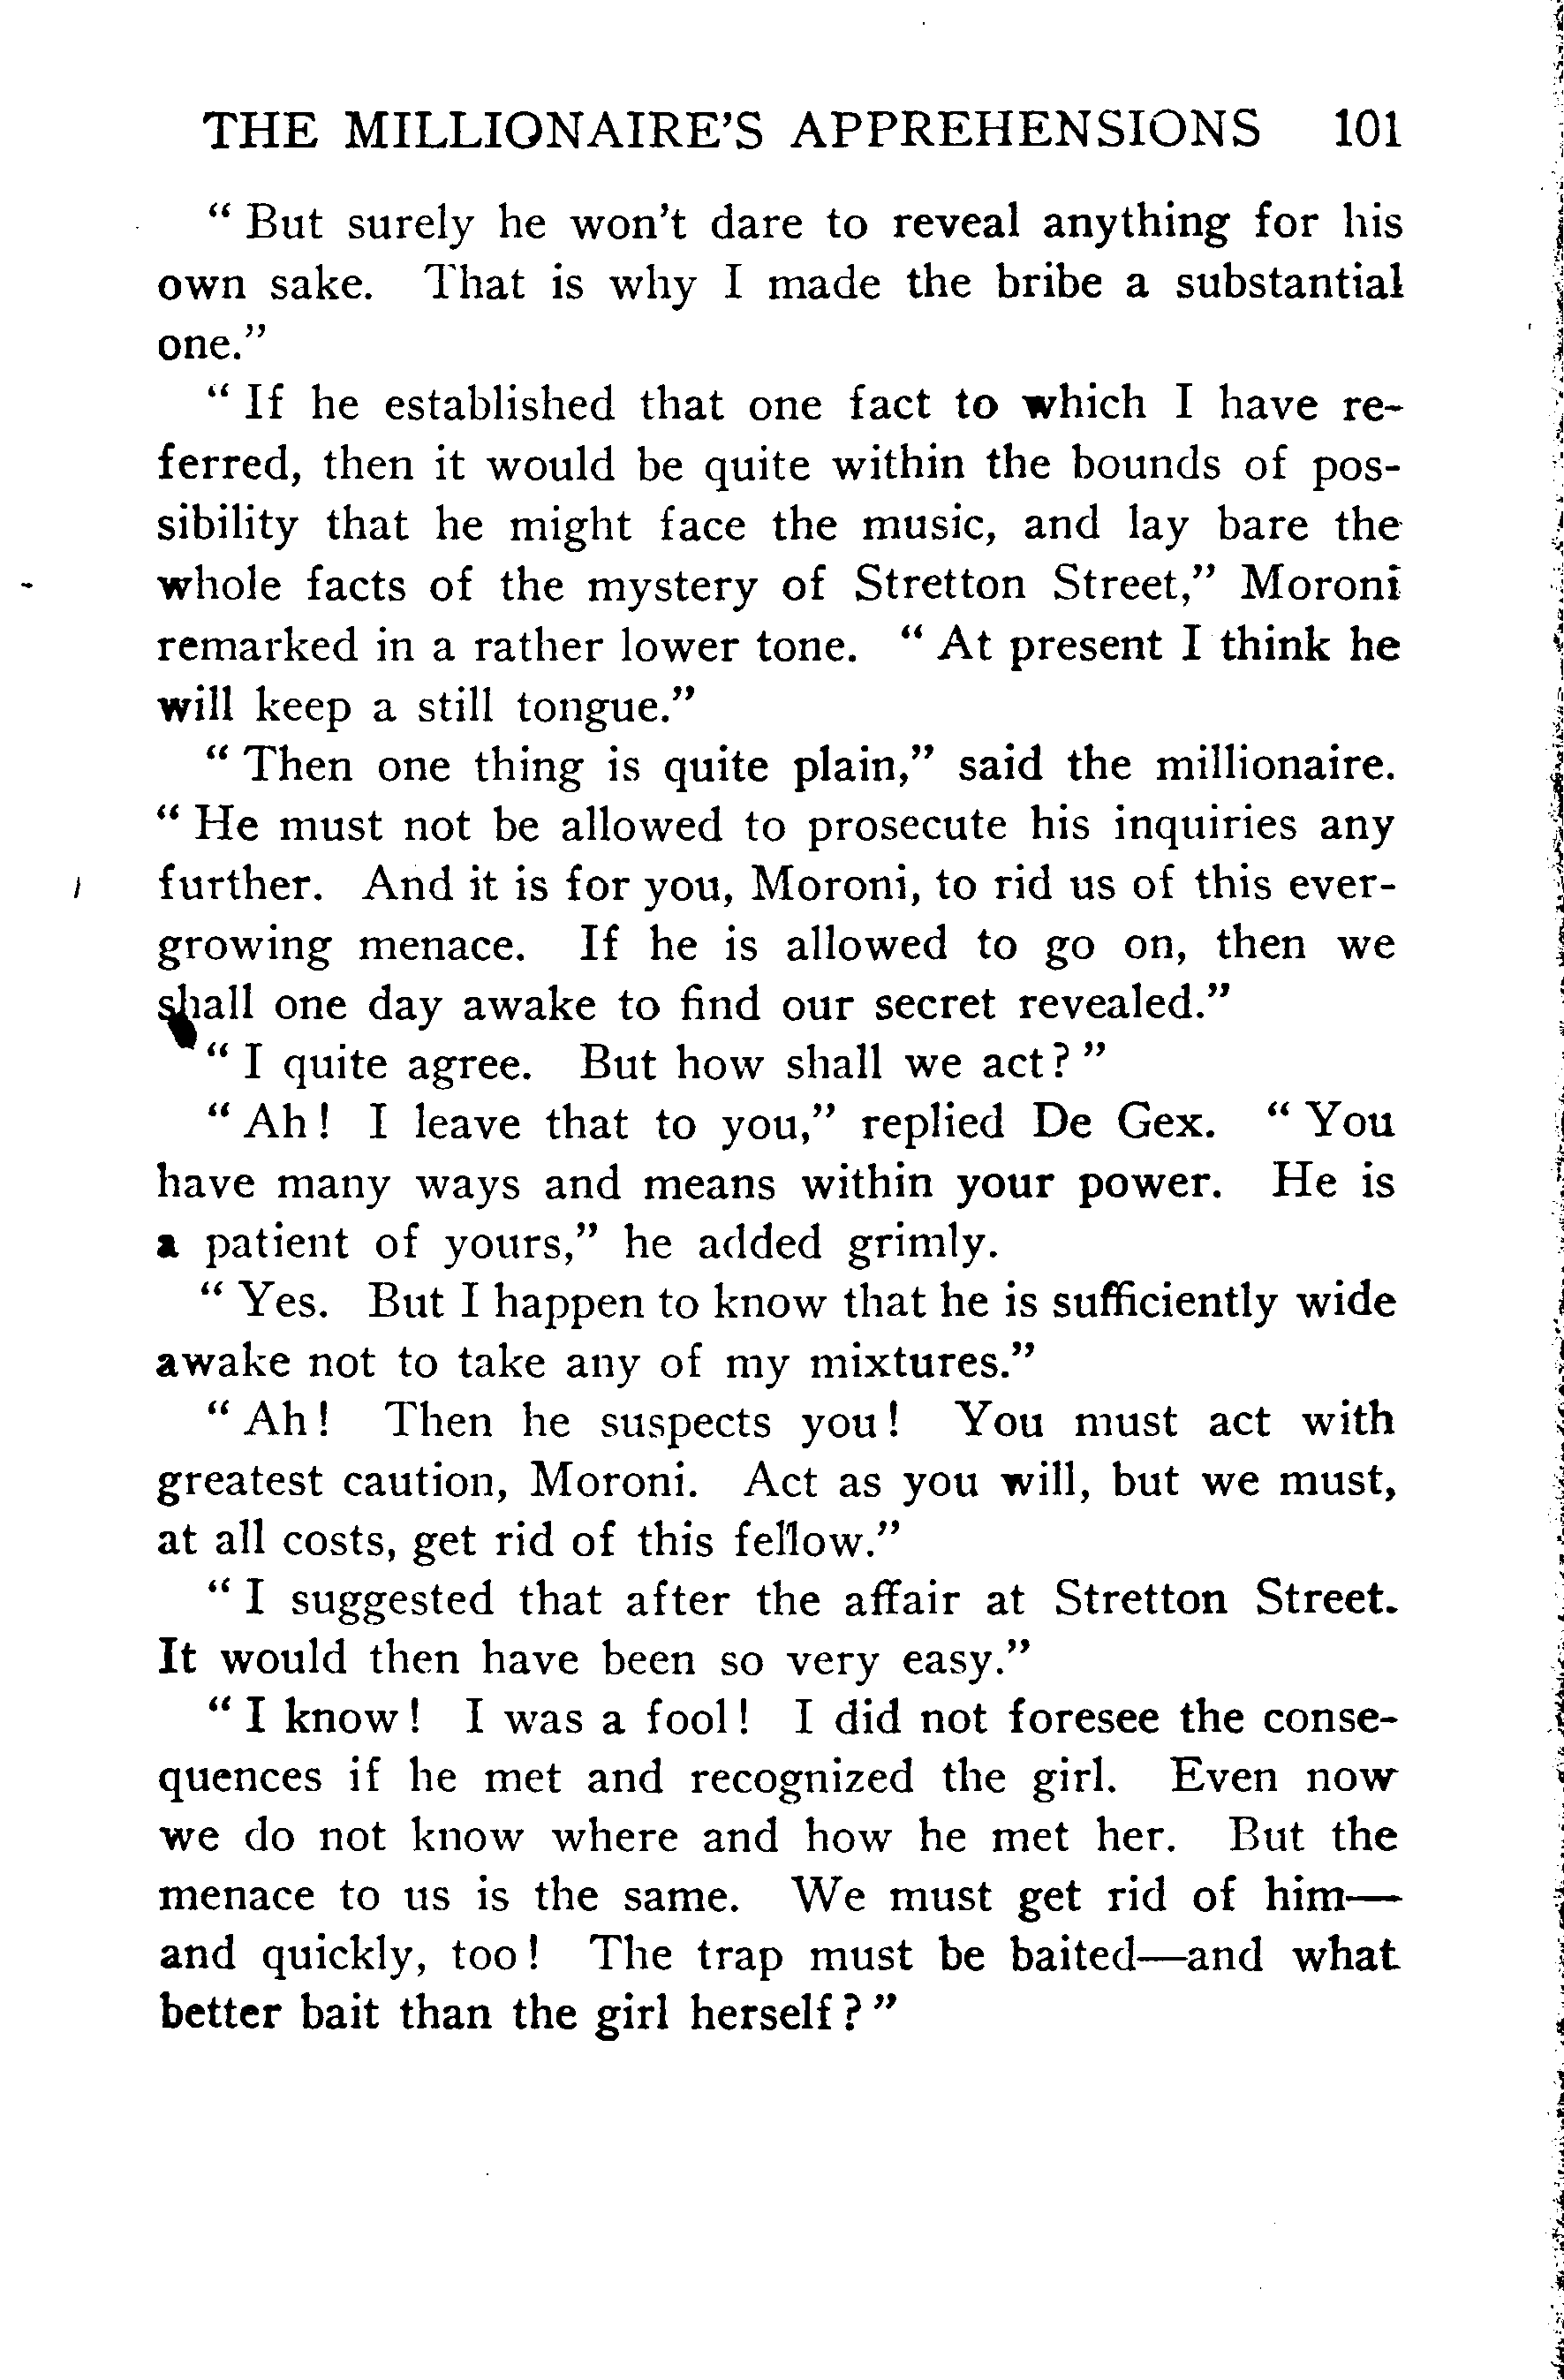 THE MILLIONAIRE'S APPREHENSIONS 101
" But surely he won't dare to reveal anything for his
own sake. That is why I made the bribe a substantial
one."
" If he established that one fact to which I have re-
ferred, then it would be quite within the bounds of pos-
sibility that he might face the music, and lay bare the
whole facts of the mystery of Stretton Street," Moroni
remarked in a rather lower tone. " At present I think he
will keep a still tongue."
" Then one thing is quite plain," said the millionaire.
" He must not be allowed to prosecute his inquiries any
further. And it is for you, Moroni, to rid us of this ever-
growing menace. If he is allowed to go on, then we
shall one day awake to find our secret revealed."
" I quite agree. But how shall we act? "
" Ah! I leave that to you," replied De Gex. " You
have many ways and means within your power. He is
a patient of yours," he added grimly.
" Yes. But I happen to know that he is sufficiently wide
awake not to take any of my mixtures."
" Ah! Then he suspects you! You must act with
greatest caution, Moroni. Act as you will, but we must,
at all costs, get rid of this fellow."
" I suggested that after the affair at Stretton Street.
It would then have been so very easy."
" I know! I was a fool! I did not foresee the conse-
quences if he met and recognized the girl. Even now
we do not know where and how he met her. But the
menace to us is the same. We must get rid of him—
and quickly, too! The trap must be baited—and what
better bait than the girl herself? "